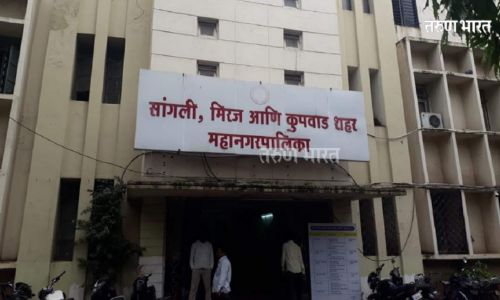 तरुण भारत
सांगली, मिरज आणि कुपवाड शहर
महानगरपालिका
तरुण भारत